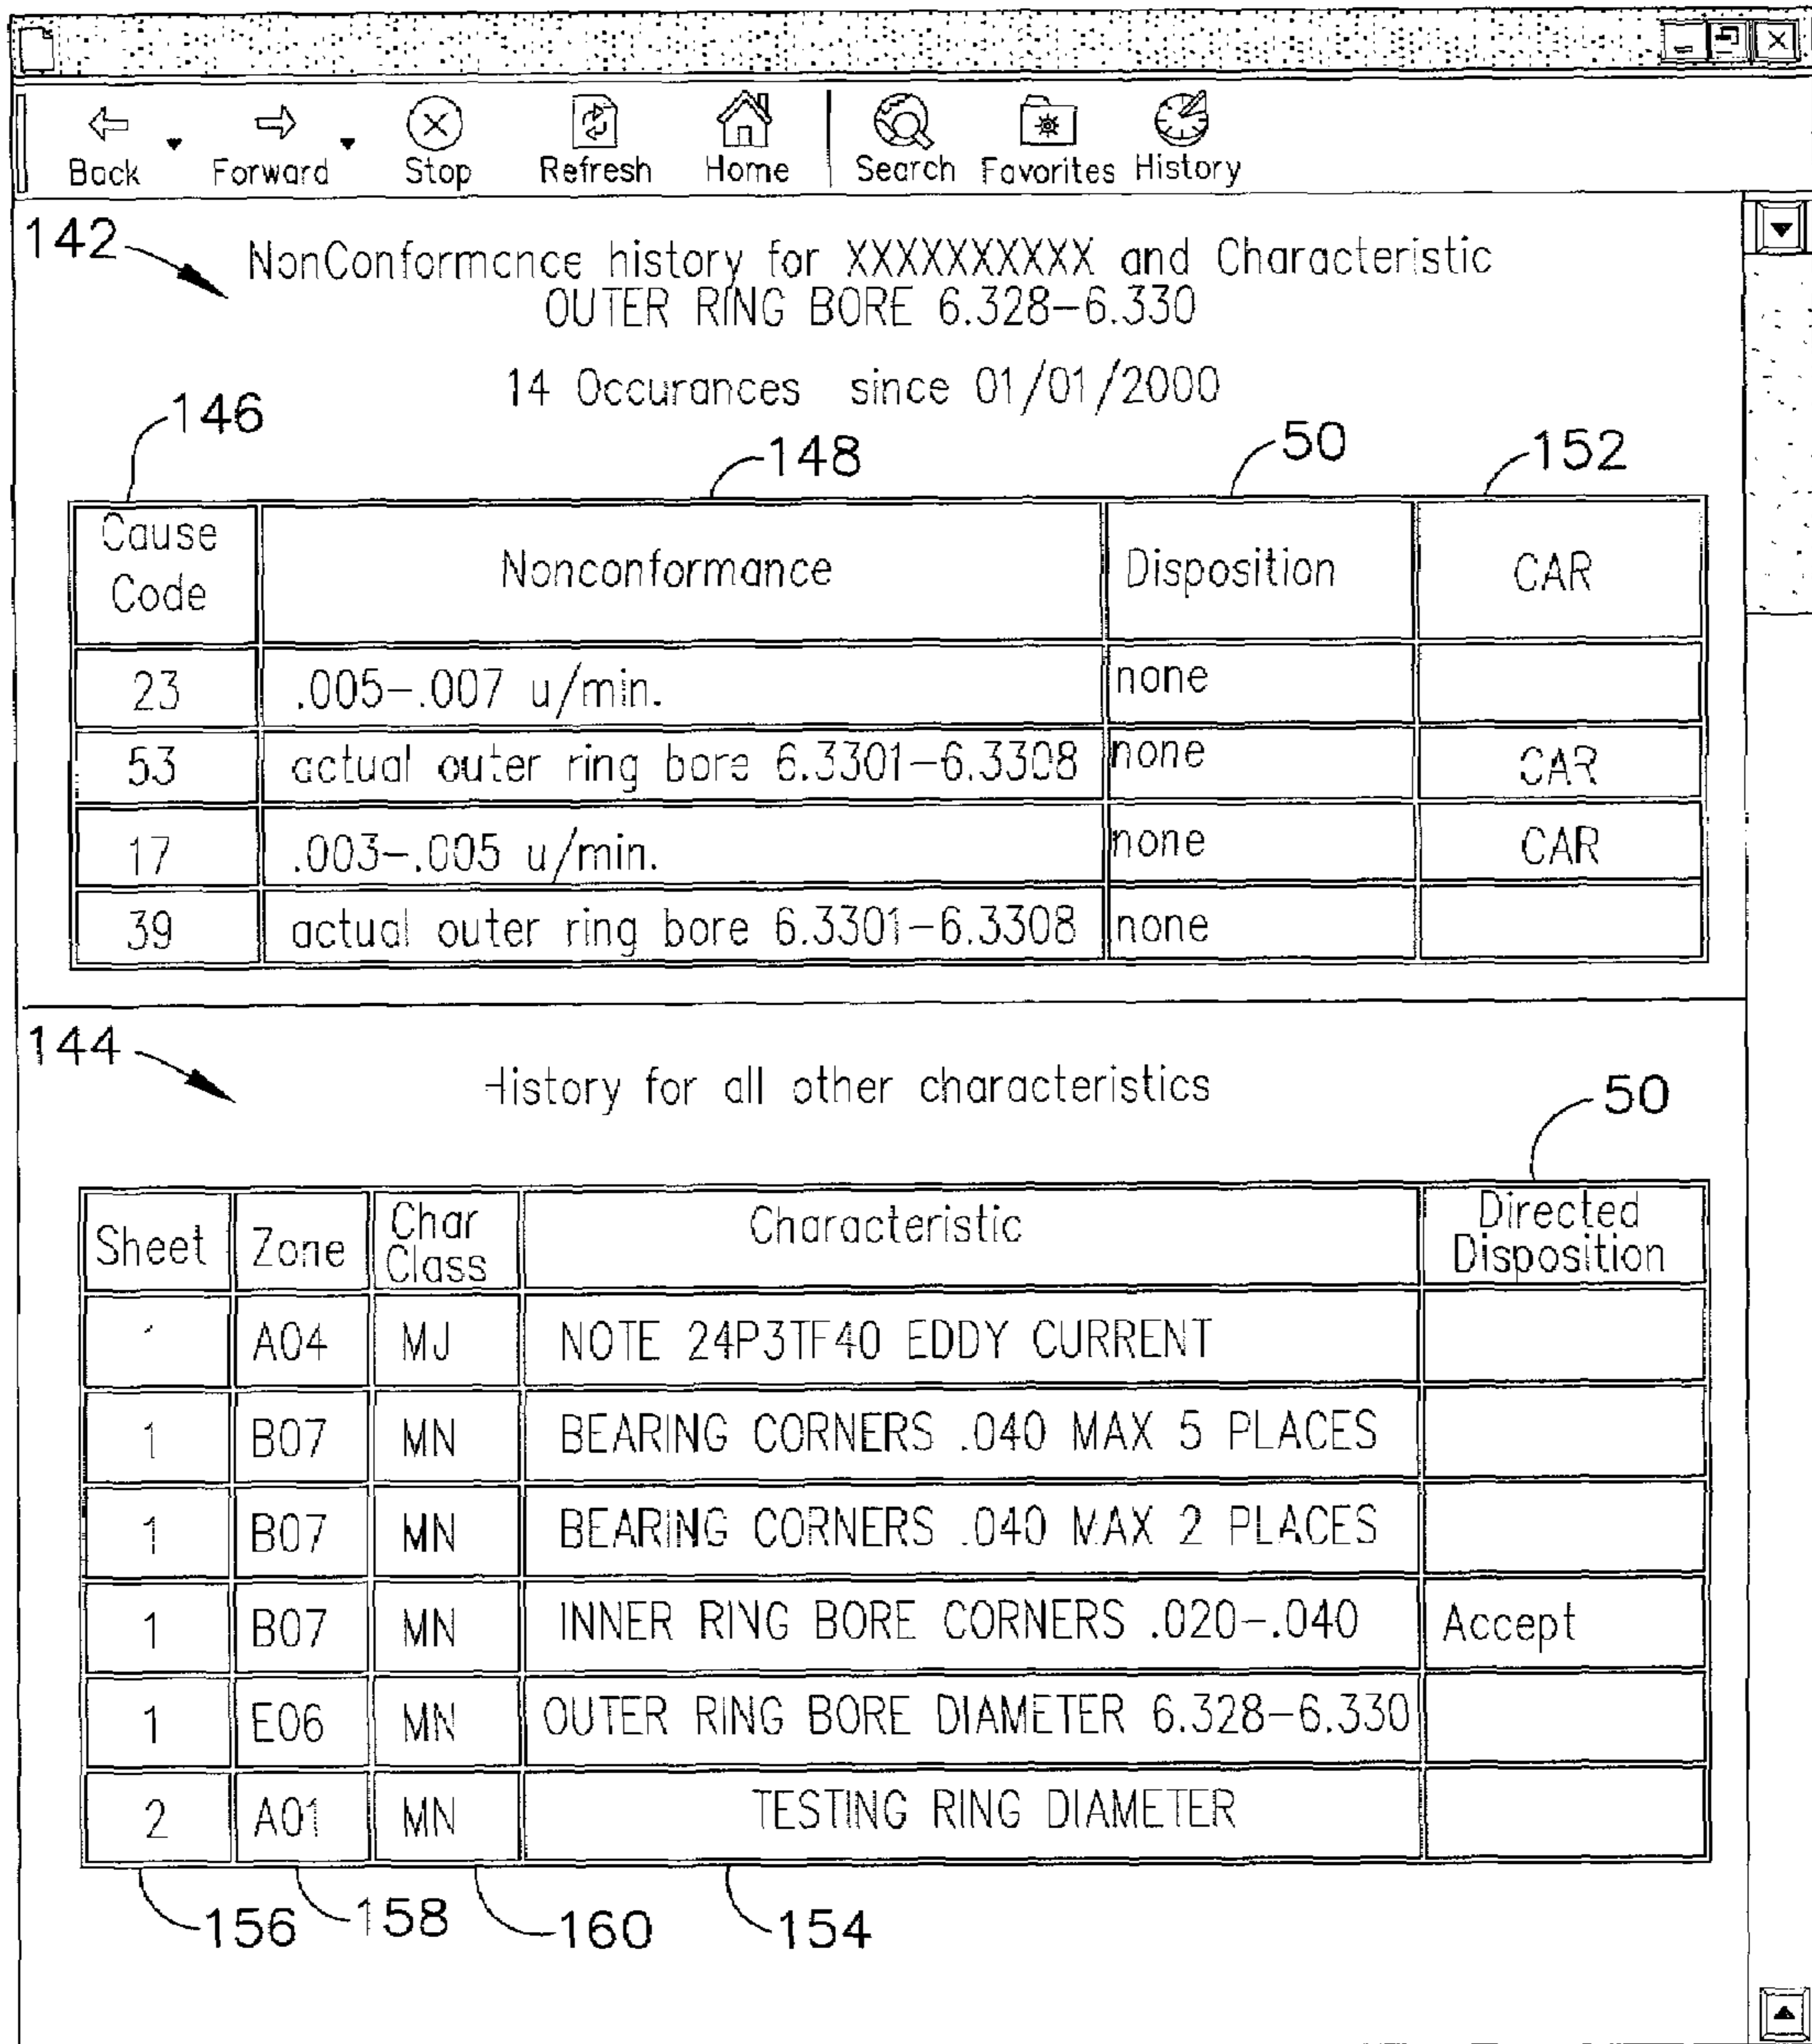 Back Forward Stop Refresh Home Search Favorites History
142
NonConformance history for XXXXXXXXXX and Characteristic
OUTER RING BORE 6.328-6.330
14 Occurances since 01/01/2000
146 148 50 152
Cause Code Nonconformance Disposition CAR
23 .005-.007 u/min. none
53 actual outer ring bore 6.3301-6.3308 none CAR
17 .003-.005 u/min. none CAR
39 actual outer ring bore 6.3301-6.3308 none
144
History for all other characteristics
50
Sheet Zone Char Class Characteristic Directed Disposition
1 A04 MJ NOTE 24P3TF40 EDDY CURRENT
1 B07 MN BEARING CORNERS .040 MAX 5 PLACES
1 B07 MN BEARING CORNERS .040 MAX 2 PLACES
1 B07 MN INNER RING BORE CORNERS .020-.040 Accept
1 E06 MN OUTER RING BORE DIAMETER 6.328-6.330
2 A01 MN TESTING RING DIAMETER
156 158 160 154